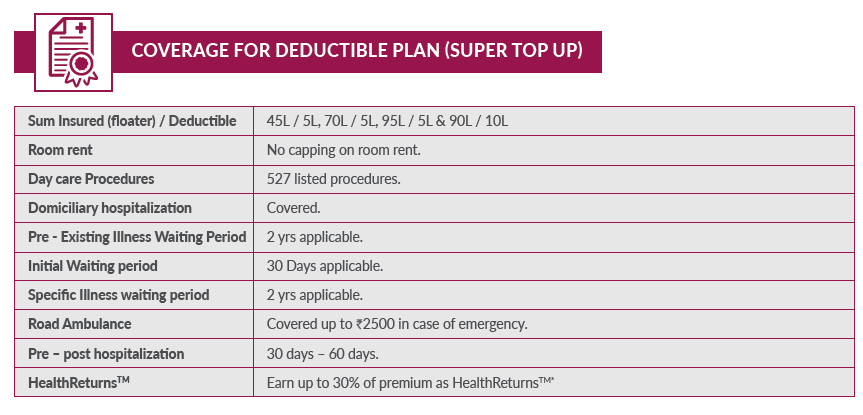 COVERAGE FOR DEDUCTIBLE PLAN (SUPER TOP UP)
Sum Insured (floater) / Deductible 45L / 5L, 70L / 5L, 95L / 5L & 90L / 10L
Room rent No capping on room rent.
Day care Procedures 527 listed procedures.
Domiciliary hospitalization Covered.
Pre - Existing Illness Waiting Period 2 yrs applicable.
Initial Waiting period 30 Days applicable.
Specific Illness waiting period 2 yrs applicable.
Road Ambulance Covered up to ₹2500 in case of emergency.
Pre – post hospitalization 30 days – 60 days.
HealthReturns™ Earn up to 30% of premium as HealthReturns™*